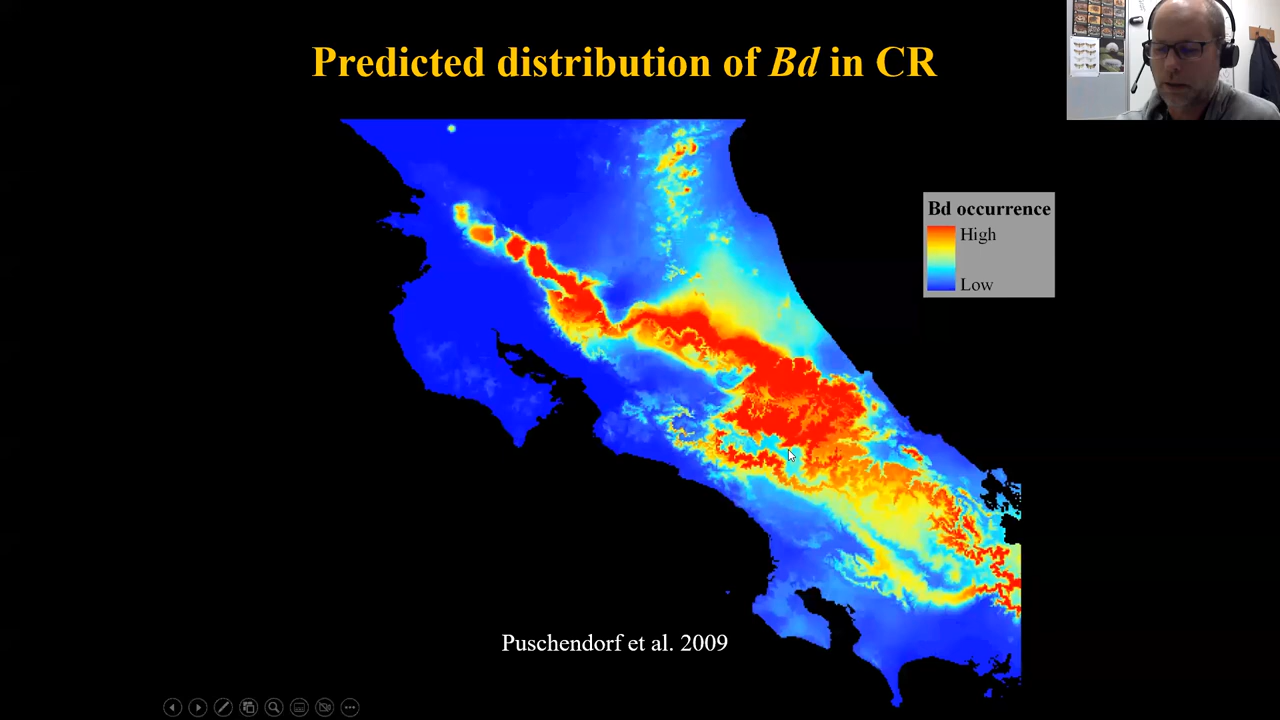 Predicted distribution of Bd in CR
Bd occurrence
High
Low
Puschendorf et al. 2009